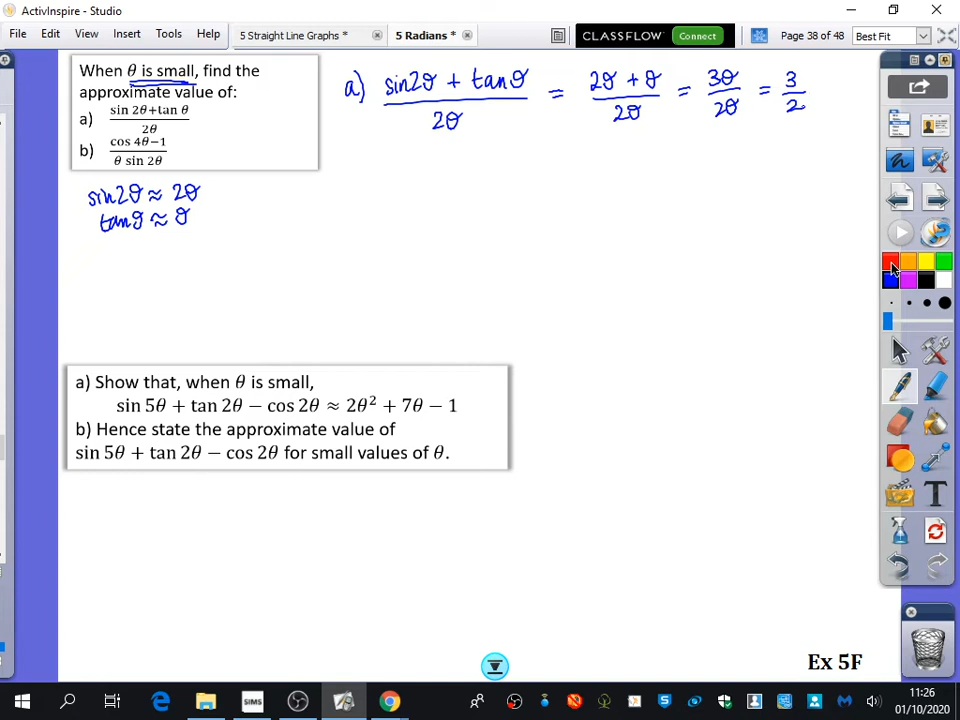 ActivInspire - Studio
File Edit View Insert Tools Help
5 Straight Line Graphs *
5 Radians *
CLASSFLOW Connect
Page 38 of 48
Best Fit
When θ is small, find the
approximate value of:
a) (sin 2θ+tan θ)/(2θ)
b) (cos 4θ−1)/(θ sin 2θ)
sin2θ ≈ 2θ
tanθ ≈ θ
a) (sin2θ + tanθ)/(2θ) = (2θ + θ)/(2θ) = 3θ/2θ = 3/2
a) Show that, when θ is small,
sin 5θ + tan 2θ − cos 2θ ≈ 2θ² + 7θ − 1
b) Hence state the approximate value of
sin 5θ + tan 2θ − cos 2θ for small values of θ.
Ex 5F
T
SIMS
11:26
01/10/2020